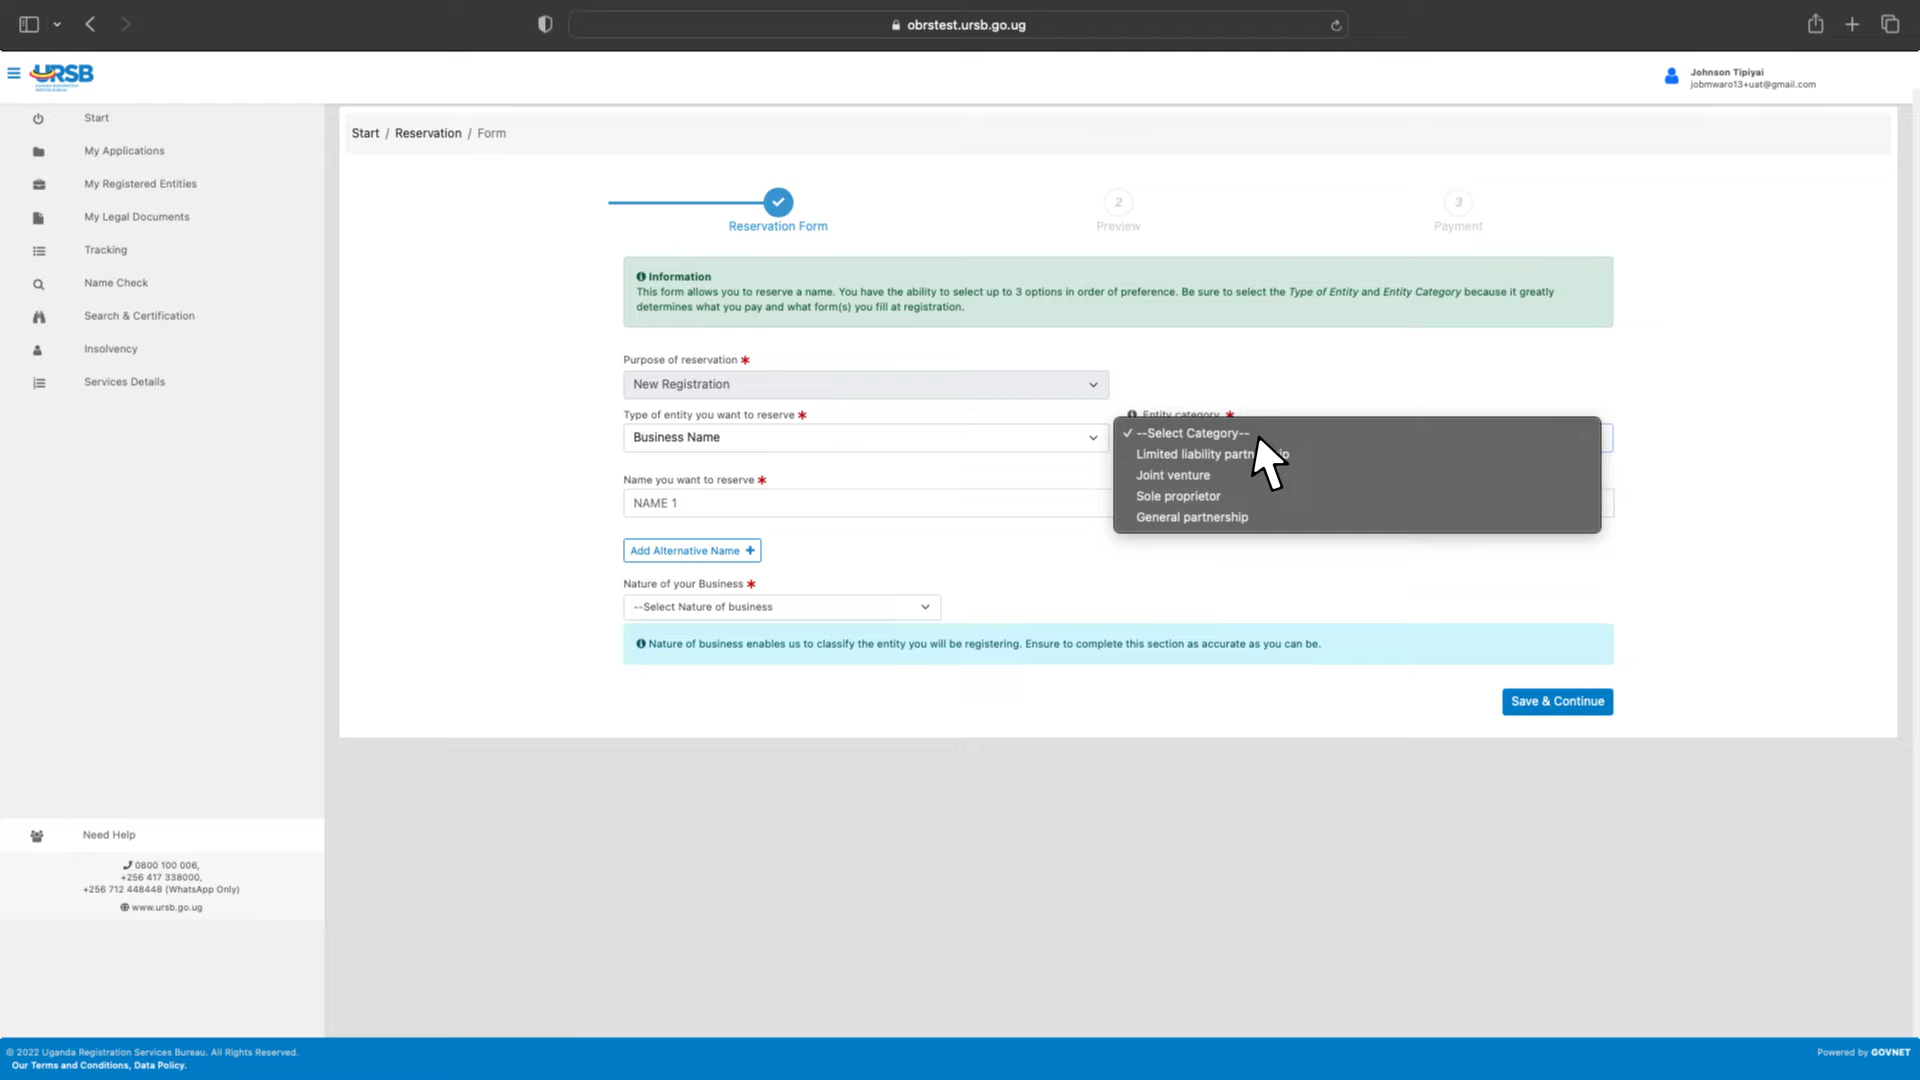 obrstest.ursb.go.ug
URSB
UGANDA REGISTRATION
SERVICES BUREAU
Johnson Tipiyai
jobmwaro13+uat@gmail.com
Start
My Applications
My Registered Entities
My Legal Documents
Tracking
Name Check
Search & Certification
Insolvency
Services Details
Start / Reservation / Form
Reservation Form
2
Preview
3
Payment
Information
This form allows you to reserve a name. You have the ability to select up to 3 options in order of preference. Be sure to select the Type of Entity and Entity Category because it greatly
determines what you pay and what form(s) you fill at registration.
Purpose of reservation *
New Registration
Type of entity you want to reserve *
Business Name
Entity category *
--Select Category--
Limited liability partn ip
Joint venture
Sole proprietor
General partnership
Name you want to reserve *
NAME 1
Add Alternative Name +
Nature of your Business *
--Select Nature of business
Nature of business enables us to classify the entity you will be registering. Ensure to complete this section as accurate as you can be.
Save & Continue
Need Help
0800 100 006,
+256 417 338000,
+256 712 448448 (WhatsApp Only)
www.ursb.go.ug
© 2022 Uganda Registration Services Bureau. All Rights Reserved.
Our Terms and Conditions, Data Policy.
Powered by GOVNET